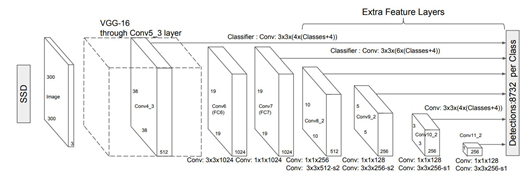 Extra Feature Layers
VGG-16
through Conv5_3 layer
Classifier : Conv: 3x3x(4x(Classes+4))
Classifier : Conv: 3x3x(6x(Classes+4))
SSD
300
Image
300
3
38
Conv4_3
38
512
19
Conv6
(FC6)
19
1024
19
Conv7
(FC7)
19
1024
10
Conv8_2
10
512
5
Conv9_2
5
256
Conv: 3x3x(4x(Classes+4))
3
Conv10_2
3
256
Conv11_2
256
Detections:8732 per Class
Conv: 3x3x1024
Conv: 1x1x1024
Conv: 1x1x256
Conv: 3x3x512-s2
Conv: 1x1x128
Conv: 3x3x256-s2
Conv: 1x1x128
Conv: 3x3x256-s1
Conv: 1x1x128
Conv: 3x3x256-s1